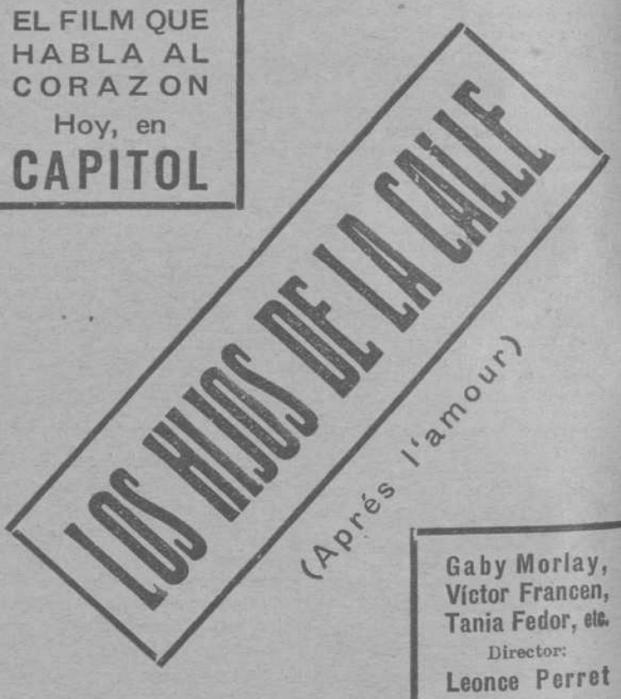 EL FILM QUE
HABLA AL
CORAZON
Hoy, en
CAPITOL
LOS HIJOS DE LA CALLE
(Aprés l'amour)
Gaby Morlay,
Víctor Francen,
Tania Fedor, etc.
Director:
Leonce Perret